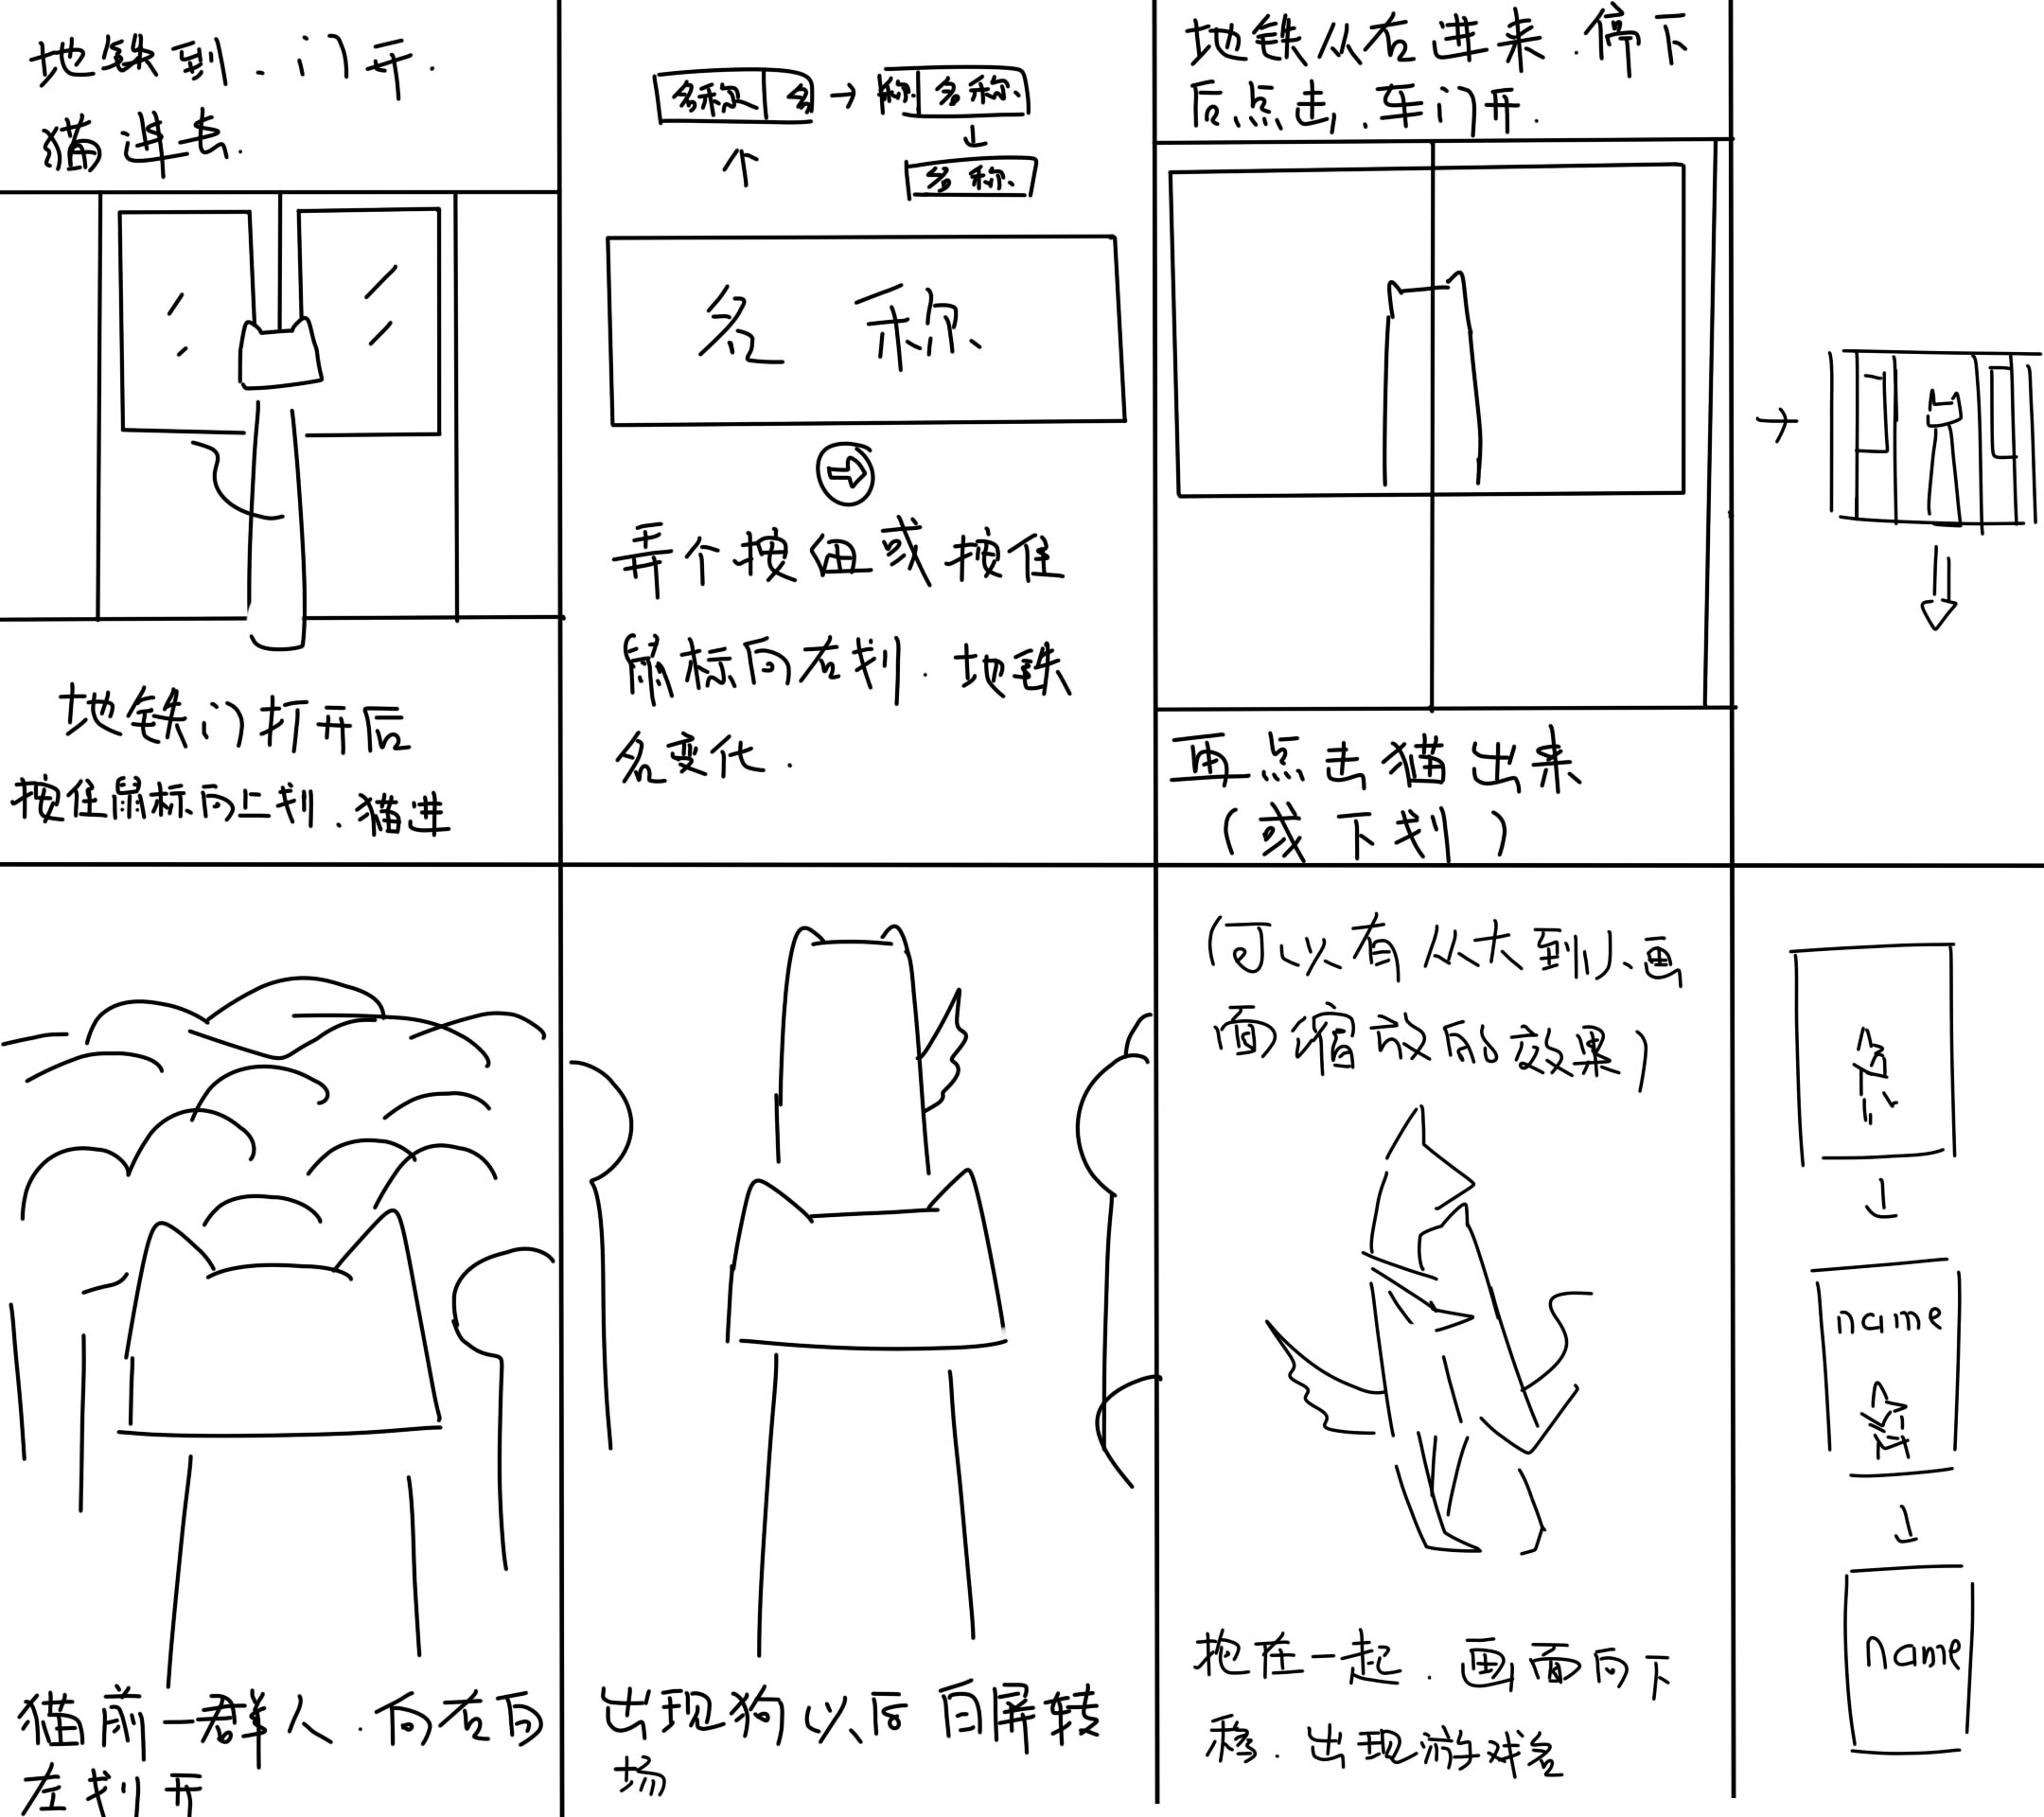 地铁到..门开.
猫进去.
名称 名→称.名称.
名称.
名 称
弄个按钮或按住
鼠标向左划.地铁
名变化.
地铁从右进来.停下
后点击,车门开.
地铁门打开后
按住鼠标向上划.猫进
再点击猫出来
(或下划)
猫前一群人.向左右
左划开
出现狗以后向屏转
场
(可以有从大到小画
面缩放的效果)
抱在一起.画面向下
移.出现游戏名
name
name